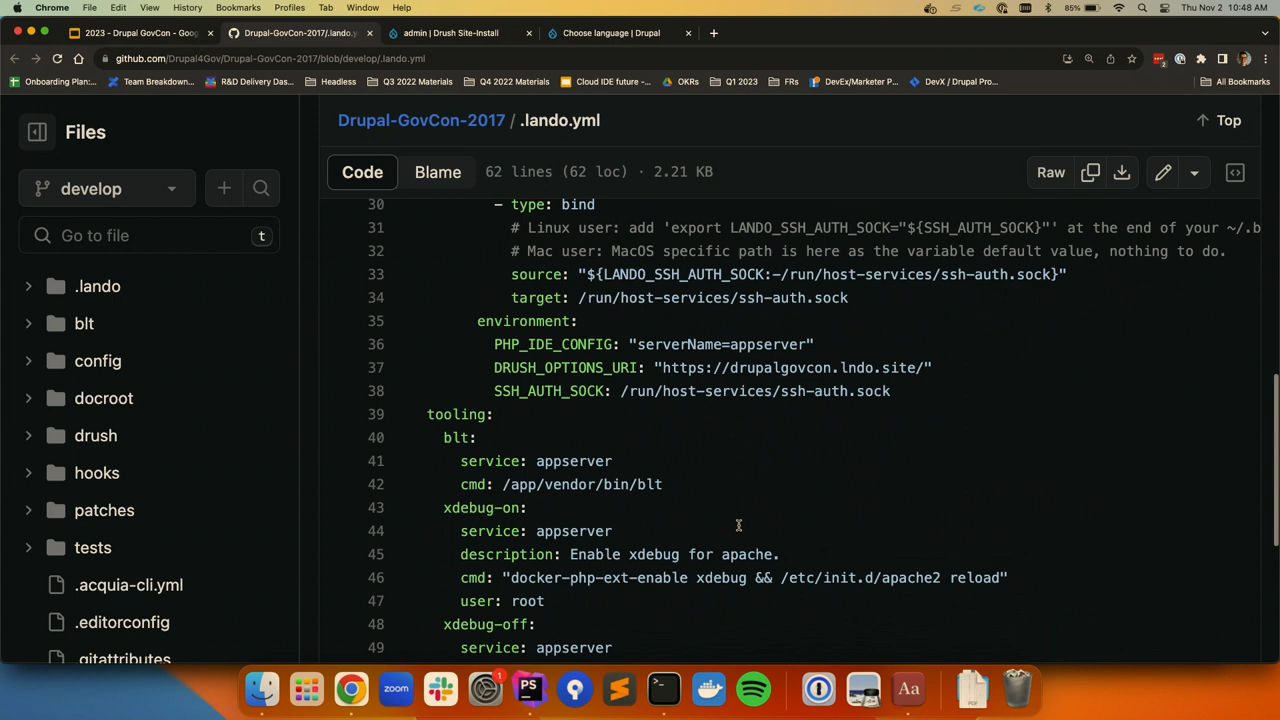 Chrome File Edit View History Bookmarks Profiles Tab Window Help 85% Thu Nov 2 10:48 AM
2023 - Drupal GovCon - Goog Drupal-GovCon-2017/.lando.y admin | Drush Site-Install Choose language | Drupal
github.com/Drupal4Gov/Drupal-GovCon-2017/blob/develop/.lando.yml
Onboarding Plan:... Team Breakdown... R&D Delivery Das... Headless Q3 2022 Materials Q4 2022 Materials Cloud IDE future -... OKRs Q1 2023 FRs DevEx/Marketer P... DevX / Drupal Pro... All Bookmarks
Files
Drupal-GovCon-2017 / .lando.yml
Top
develop
Code Blame 62 lines (62 loc) · 2.21 KB Raw
Go to file t
.lando
blt
config
docroot
drush
hooks
patches
tests
.acquia-cli.yml
.editorconfig
.gitattributes
30 - type: bind
31 # Linux user: add 'export LANDO_SSH_AUTH_SOCK="${SSH_AUTH_SOCK}"' at the end of your ~/.b
32 # Mac user: MacOS specific path is here as the variable default value, nothing to do.
33 source: "${LANDO_SSH_AUTH_SOCK:-/run/host-services/ssh-auth.sock}"
34 target: /run/host-services/ssh-auth.sock
35 environment:
36 PHP_IDE_CONFIG: "serverName=appserver"
37 DRUSH_OPTIONS_URI: "https://drupalgovcon.lndo.site/"
38 SSH_AUTH_SOCK: /run/host-services/ssh-auth.sock
39 tooling:
40 blt:
41 service: appserver
42 cmd: /app/vendor/bin/blt
43 xdebug-on:
44 service: appserver
45 description: Enable xdebug for apache.
46 cmd: "docker-php-ext-enable xdebug && /etc/init.d/apache2 reload"
47 user: root
48 xdebug-off:
49 service: appserver
zoom 1 PS Aa PDF